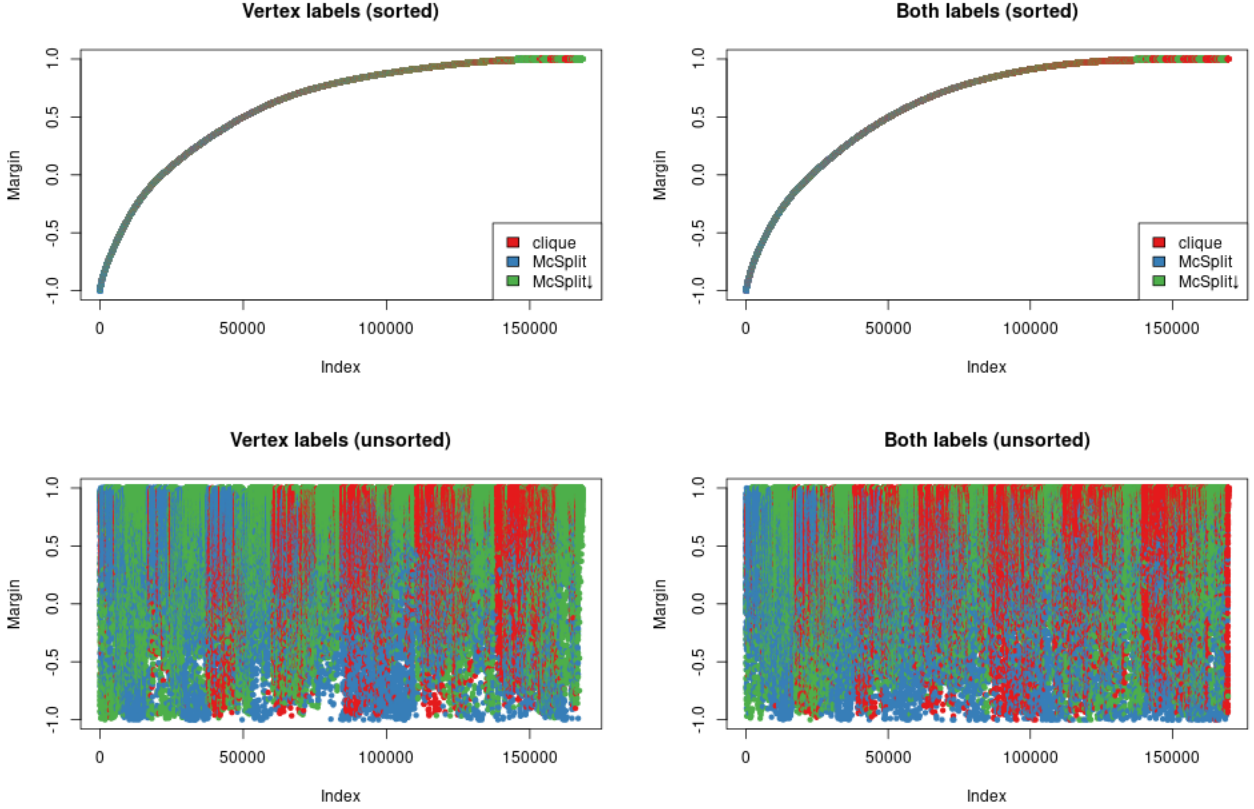 Vertex labels (sorted)
Margin
1.0
0.5
0.0
-0.5
-1.0
clique
McSplit
McSplit↓
0 50000 100000 150000
Index
Both labels (sorted)
Margin
1.0
0.5
0.0
-0.5
-1.0
clique
McSplit
McSplit↓
0 50000 100000 150000
Index
Vertex labels (unsorted)
Margin
1.0
0.5
0.0
-0.5
-1.0
0 50000 100000 150000
Index
Both labels (unsorted)
Margin
1.0
0.5
0.0
-0.5
-1.0
0 50000 100000 150000
Index